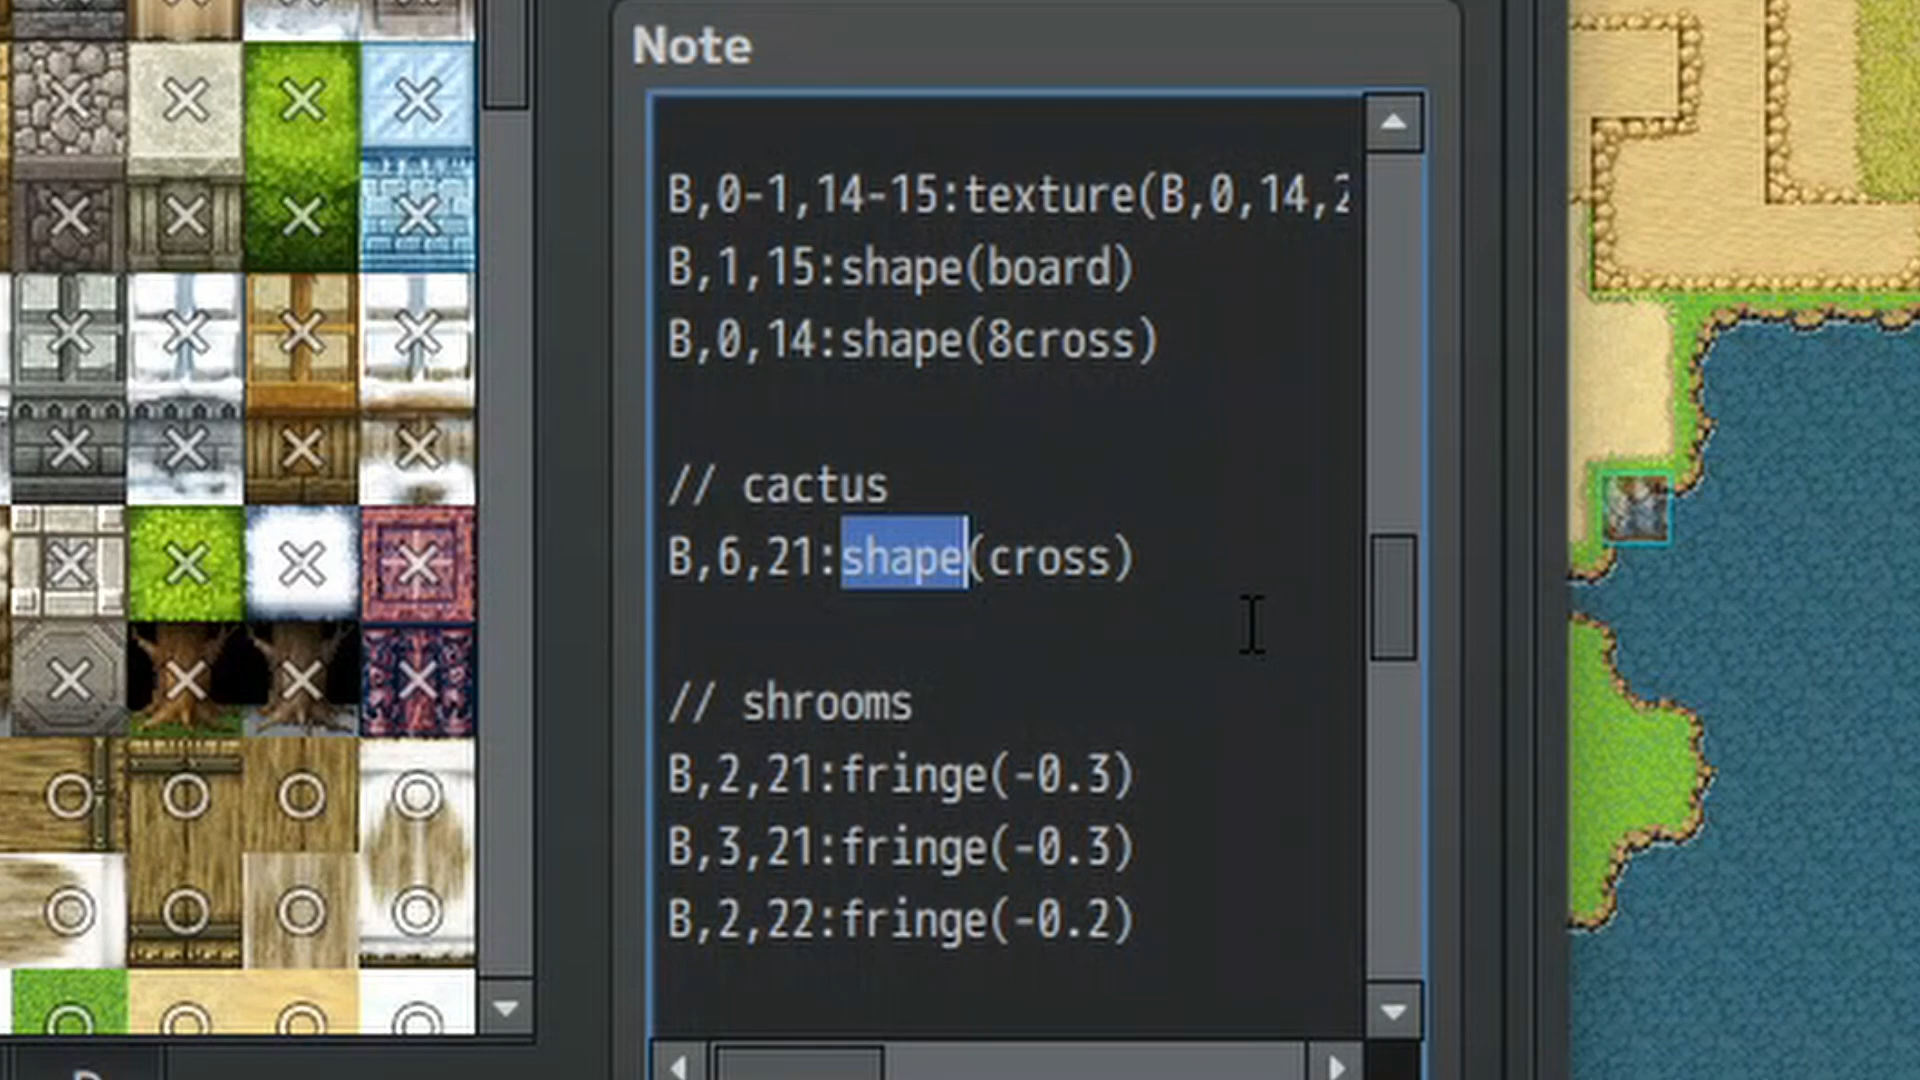 Note
B,0-1,14-15:texture(B,0,14,2
B,1,15:shape(board)
B,0,14:shape(8cross)
// cactus
B,6,21:shape(cross)
// shrooms
B,2,21:fringe(-0.3)
B,3,21:fringe(-0.3)
B,2,22:fringe(-0.2)